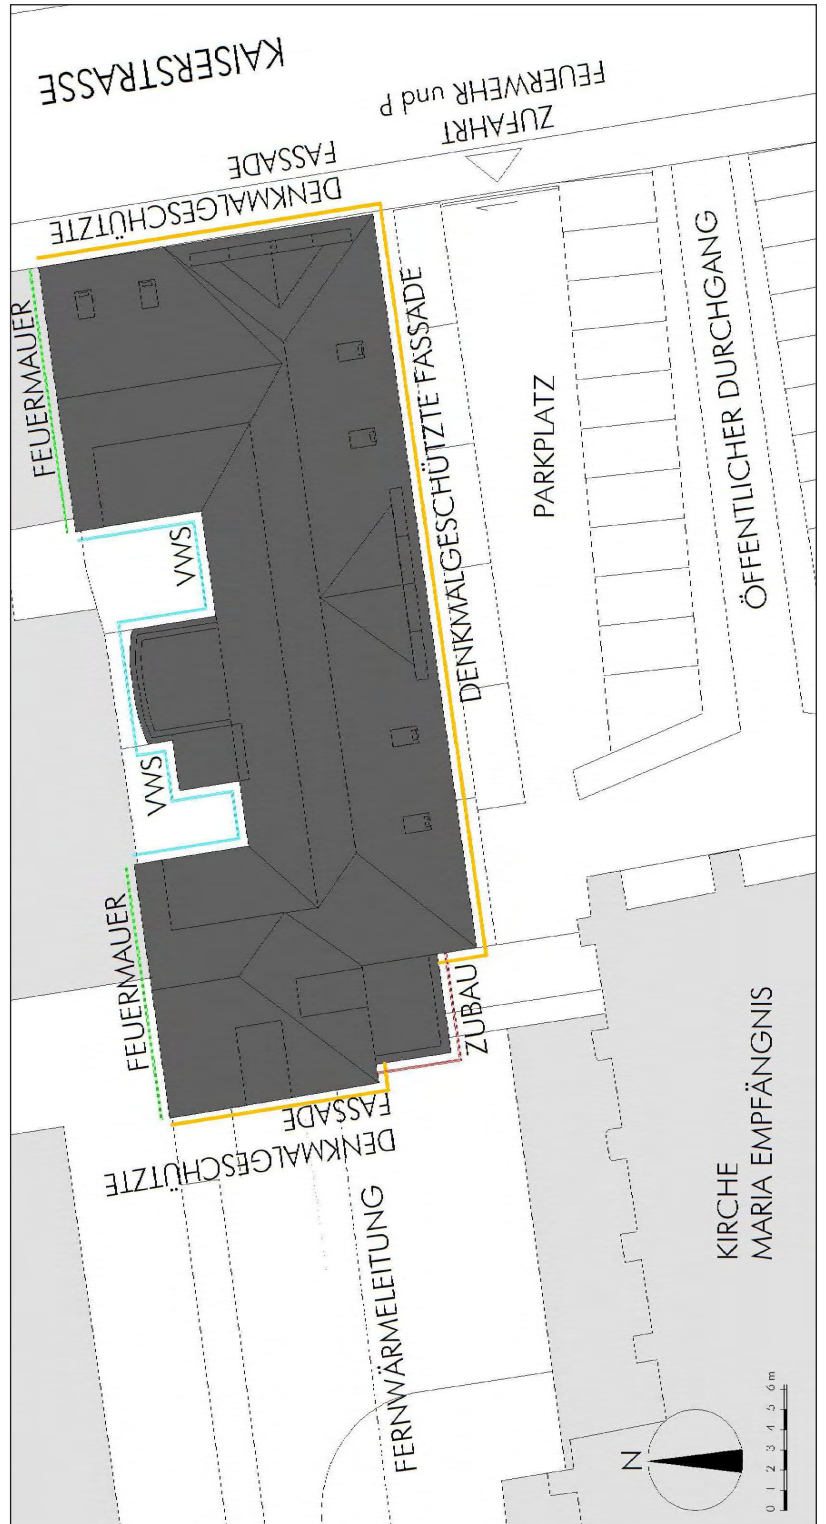 KAISERSTRASSE
ZUFAHRT
FEUERWEHR und P
DENKMALGESCHÜTZTE
FASSADE
FEUERMAUER
VWS
VWS
DENKMALGESCHÜTZTE FASSADE
PARKPLATZ
ÖFFENTLICHER DURCHGANG
FEUERMAUER
ZUBAU
DENKMALGESCHÜTZTE
FASSADE
FERNWÄRMELEITUNG
KIRCHE
MARIA EMPFÄNGNIS
N
0 1 2 3 4 5 6 m